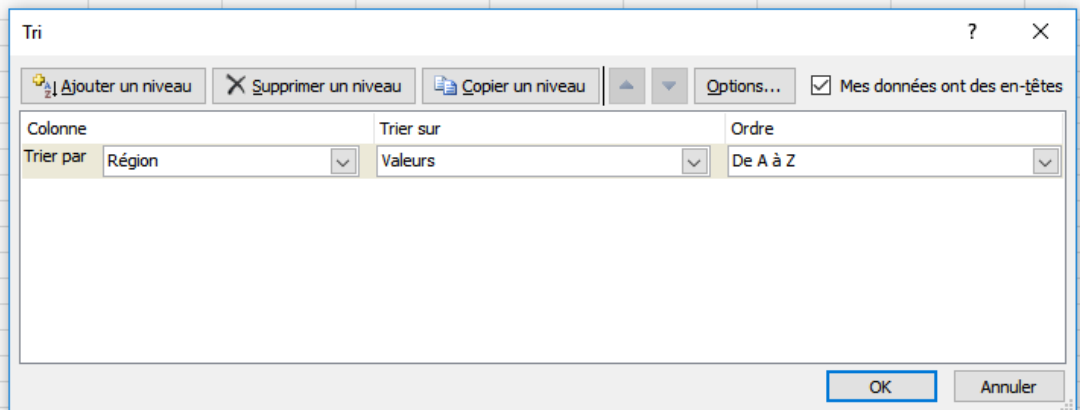 Tri ?
Ajouter un niveau Supprimer un niveau Copier un niveau Options... Mes données ont des en-têtes
Colonne Trier sur Ordre
Trier par Région Valeurs De A à Z
OK Annuler